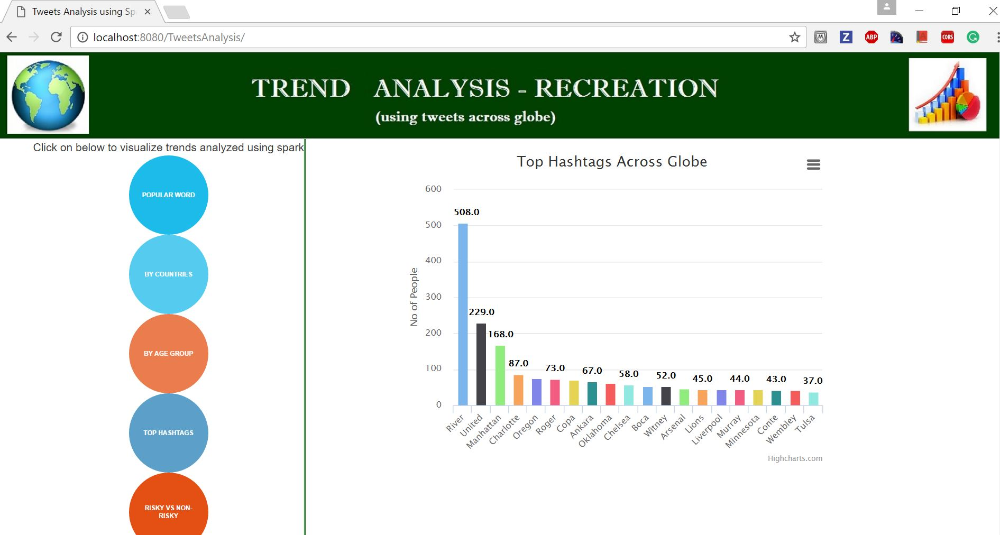 Tweets Analysis using Sp
localhost:8080/TweetsAnalysis/
Z
ABP
A
CORS
G
TREND ANALYSIS - RECREATION
(using tweets across globe)
Click on below to visualize trends analyzed using spark
POPULAR WORD
BY COUNTRIES
BY AGE GROUP
TOP HASHTAGS
RISKY VS NON-
RISKY
Top Hashtags Across Globe
No of People
600
500
400
300
200
100
0
508.0
229.0
168.0
87.0
73.0
67.0
58.0
52.0
45.0
44.0
43.0
37.0
River
United
Manhattan
Charlotte
Oregon
Roger
Copa
Ankara
Oklahoma
Chelsea
Boca
Witney
Arsenal
Lions
Liverpool
Murray
Minnesota
Conte
Wembley
Tulsa
Highcharts.com